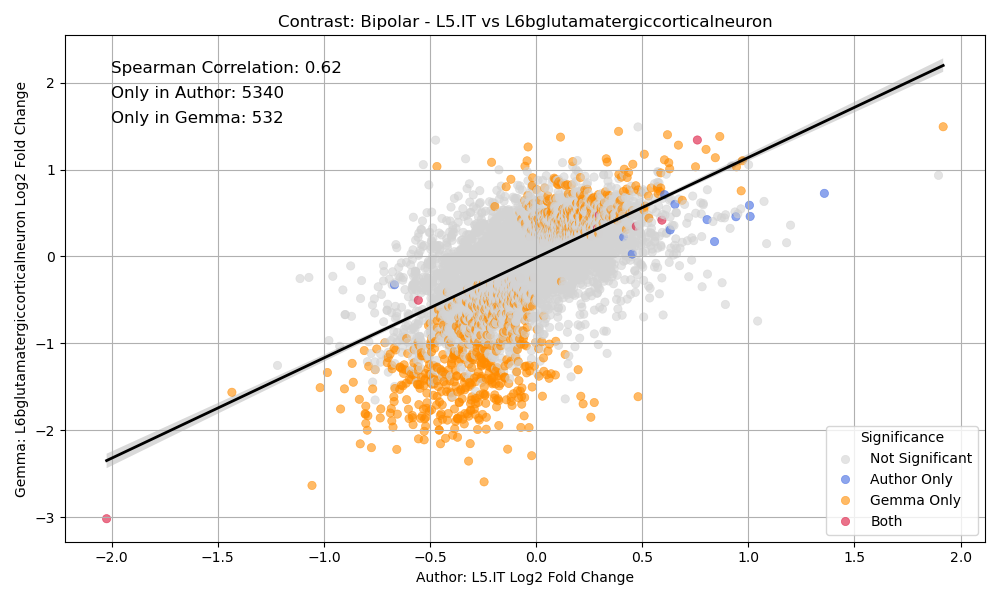 Contrast: Bipolar - L5.IT vs L6bglutamatergiccorticalneuron
Spearman Correlation: 0.62
Only in Author: 5340
Only in Gemma: 532
Gemma: L6bglutamatergiccorticalneuron Log2 Fold Change
2
1
0
−1
−2
−3
Significance
Not Significant
Author Only
Gemma Only
Both
−2.0 −1.5 −1.0 −0.5 0.0 0.5 1.0 1.5 2.0
Author: L5.IT Log2 Fold Change